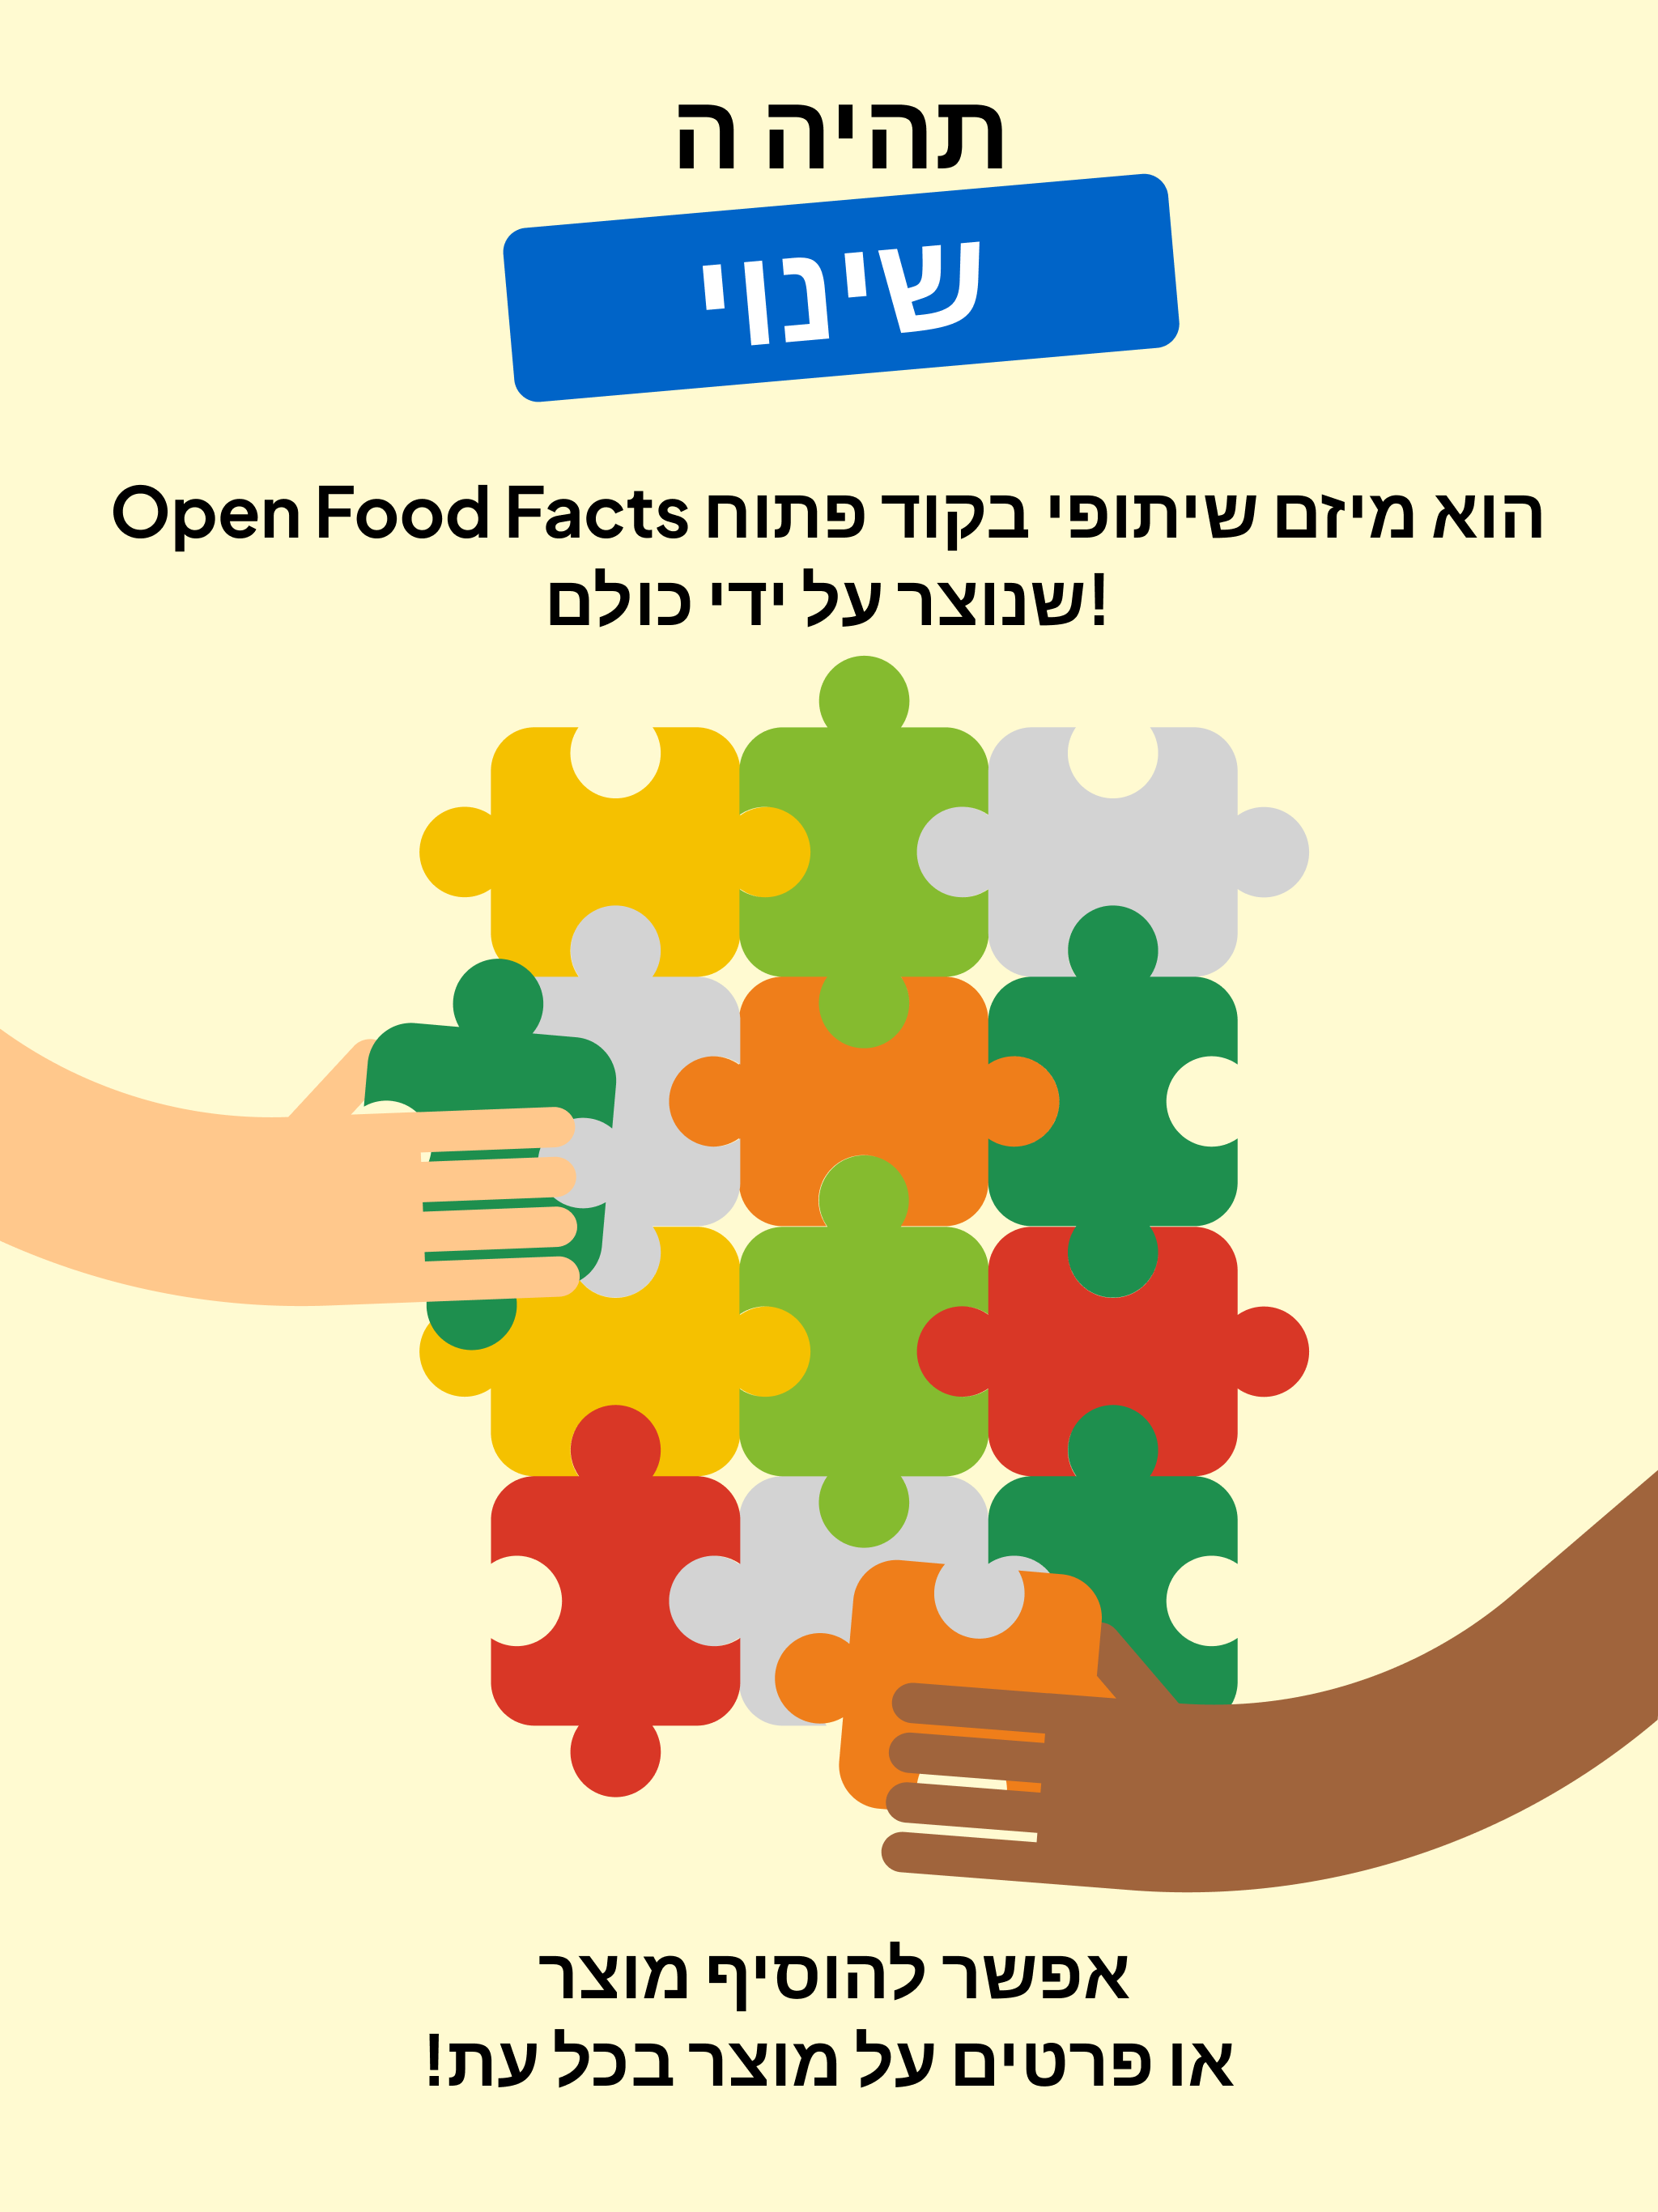 תהיה ה
שינוי
Open Food Facts הוא מיזם שיתופי בקוד פתוח
שנוצר על ידי כולם!
אפשר להוסיף מוצר
או פרטים על מוצר בכל עת!